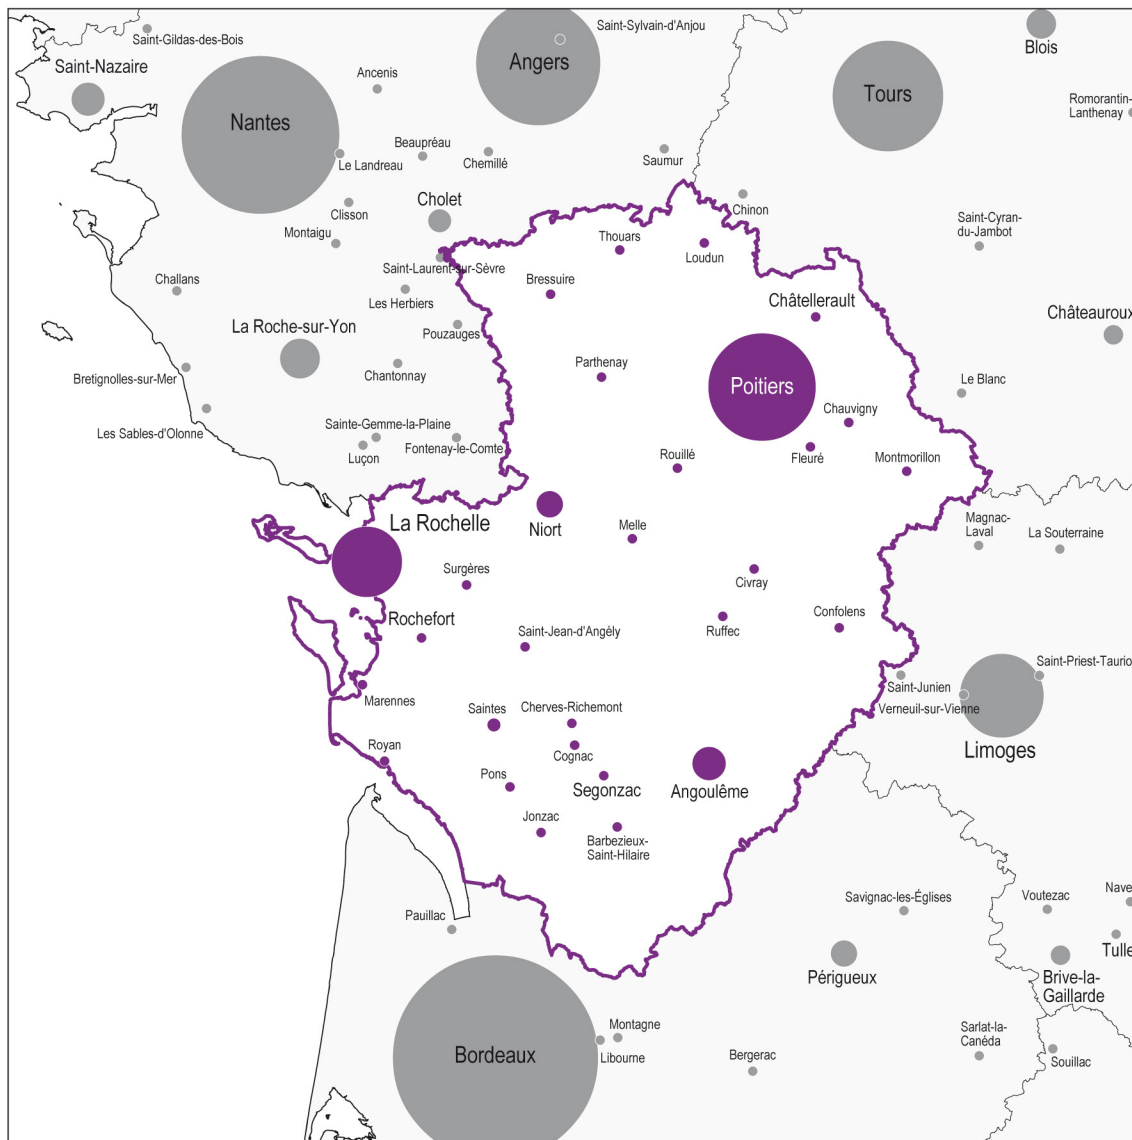 Saint-Sylvain-d'Anjou
Saint-Gildas-des-Bois
Blois
Saint-Nazaire
Angers
Ancenis
Tours
Romorantin-
Lanthenay
Nantes
Beaupréau
Le Landreau
Chemillé
Saumur
Cholet
Clisson
Chinon
Montaigu
Saint-Cyran-
du-Jambot
Thouars
Loudun
Saint-Laurent-sur-Sèvre
Challans
Bressuire
Les Herbiers
Châtellerault
La Roche-sur-Yon
Pouzauges
Châteauroux
Bretignolles-sur-Mer
Chantonnay
Parthenay
Poitiers
Le Blanc
Chauvigny
Les Sables-d'Olonne
Sainte-Gemme-la-Plaine
Luçon
Fontenay-le-Comte
Rouillé
Fleuré
Montmorillon
La Rochelle
Niort
Melle
Magnac-
Laval
La Souterraine
Surgères
Civray
Rochefort
Saint-Jean-d'Angély
Ruffec
Confolens
Saint-Priest-Taurio
Marennes
Saint-Junien
Verneuil-sur-Vienne
Saintes
Cherves-Richemont
Royan
Cognac
Limoges
Pons
Segonzac
Angoulême
Jonzac
Barbezieux-
Saint-Hilaire
Pauillac
Savignac-les-Églises
Voutezac
Nave
Tulle
Périgueux
Brive-la-
Gaillarde
Montagne
Libourne
Bordeaux
Bergerac
Sarlat-la-
Canéda
Souillac